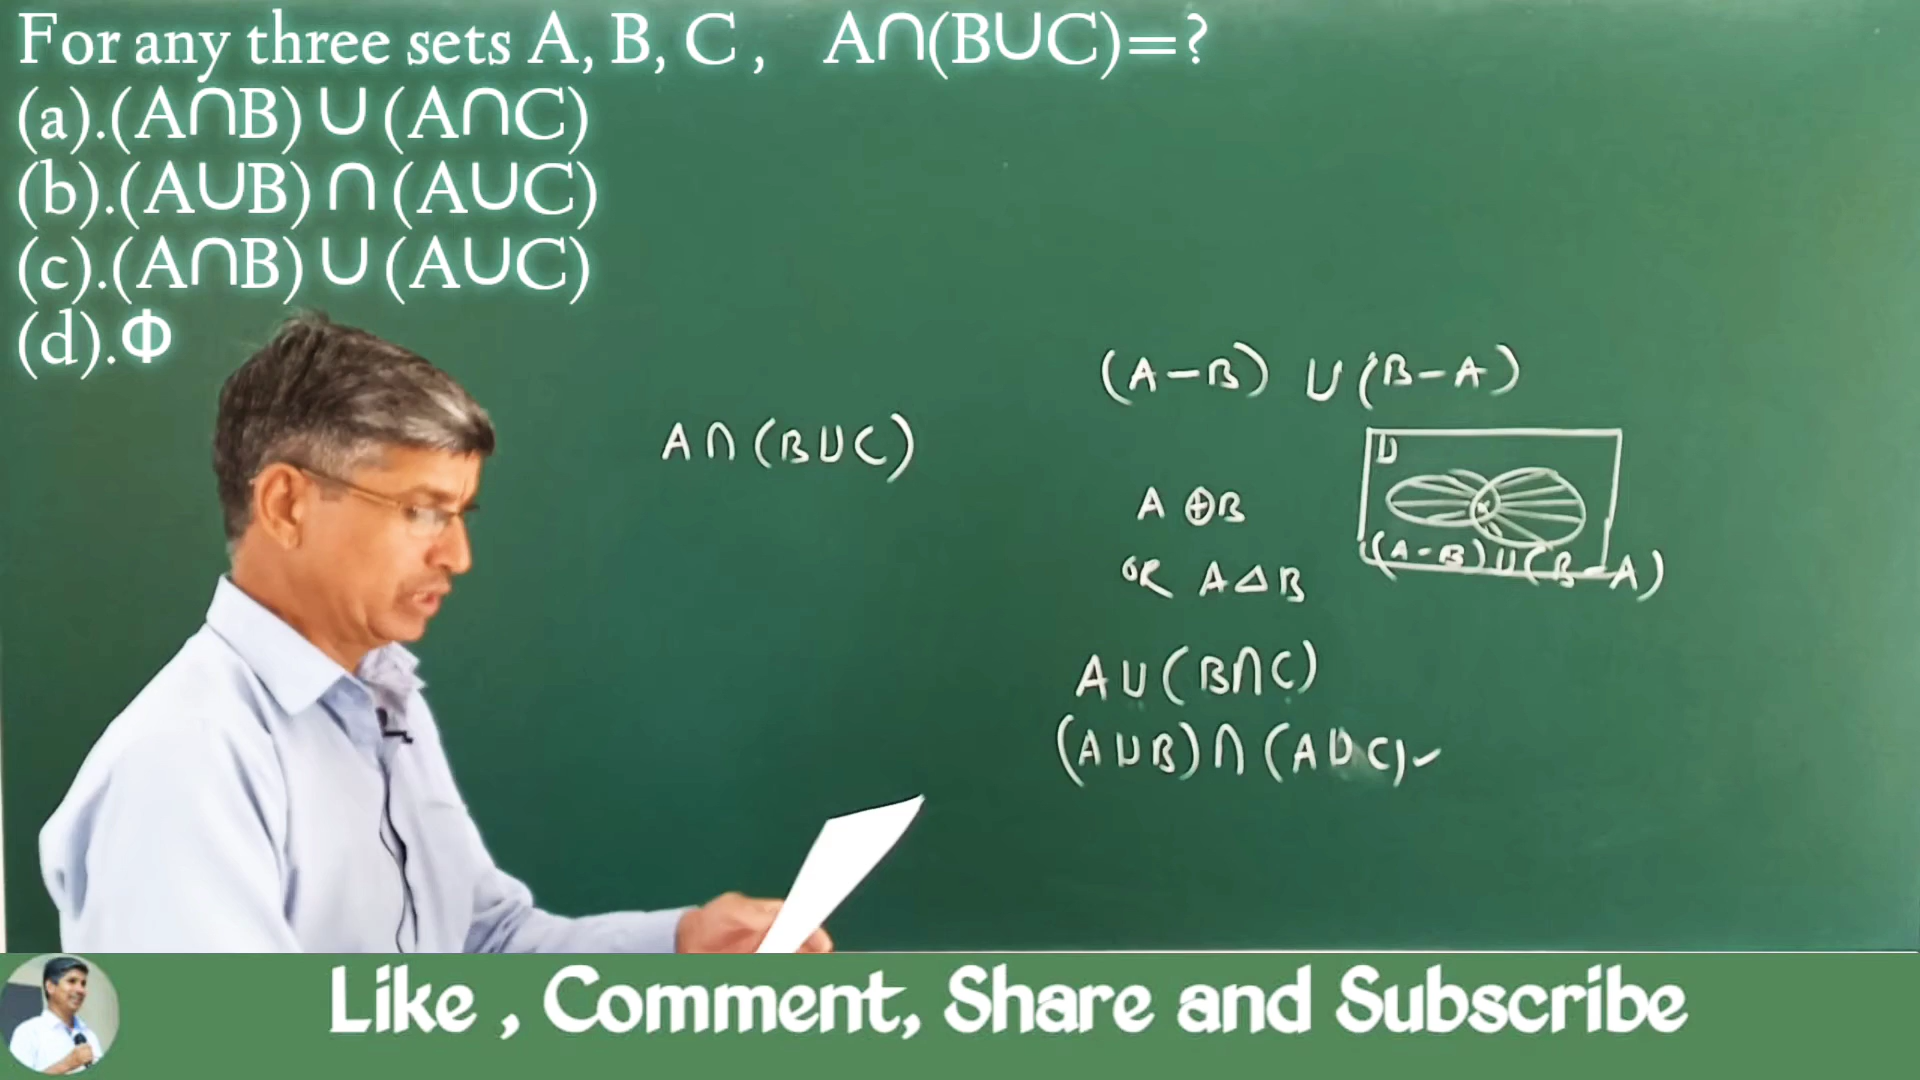 For any three sets A, B, C ,   A∩(B∪C)=?
(a).(A∩B) ∪ (A∩C)
(b).(A∪B) ∩ (A∪C)
(c).(A∩B) ∪ (A∪C)
(d).Φ
A∩(B∪C)
(A-B) ∪ (B-A)
U
(A-B)∪(B-A)
A ⊕ B
OR A △ B
A∪(B∩C)
(A∪B)∩(A∪C)✓
Like , Comment, Share and Subscribe